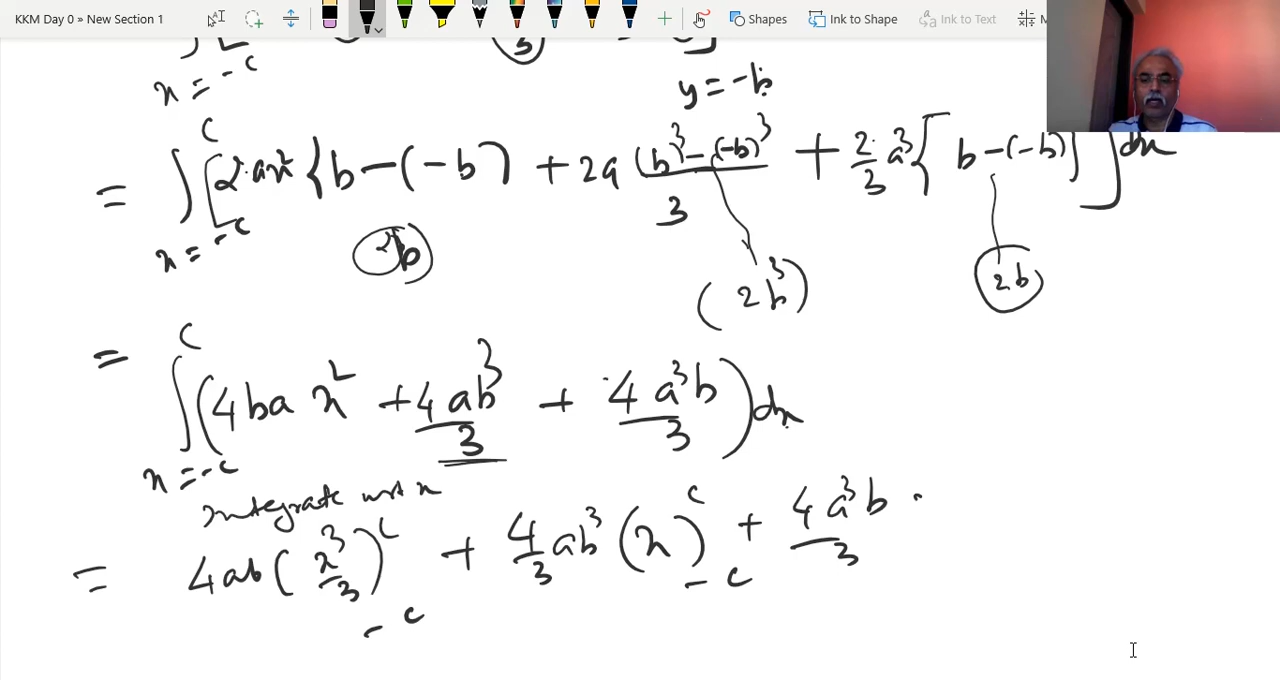 KKM Day 0 » New Section 1
Shapes
Ink to Shape
Ink to Text
M
x = -c
3
y = -b
= ∫_{x = -c}^{c} [2·ax² {b-(-b) + 2a (b³-(-b)³)/3 + 2/3 a³ { b-(-b) } ] dx
2b
(2b³)
2b
= ∫_{x = -c}^{c} (4ba x² + 4ab³/3 + 4a³b/3) dx
Integrate wrt x
= 4ab (x³/3)_{-c}^{c} + 4/3 ab³ (x)_{-c}^{c} + 4a³b/3 ·